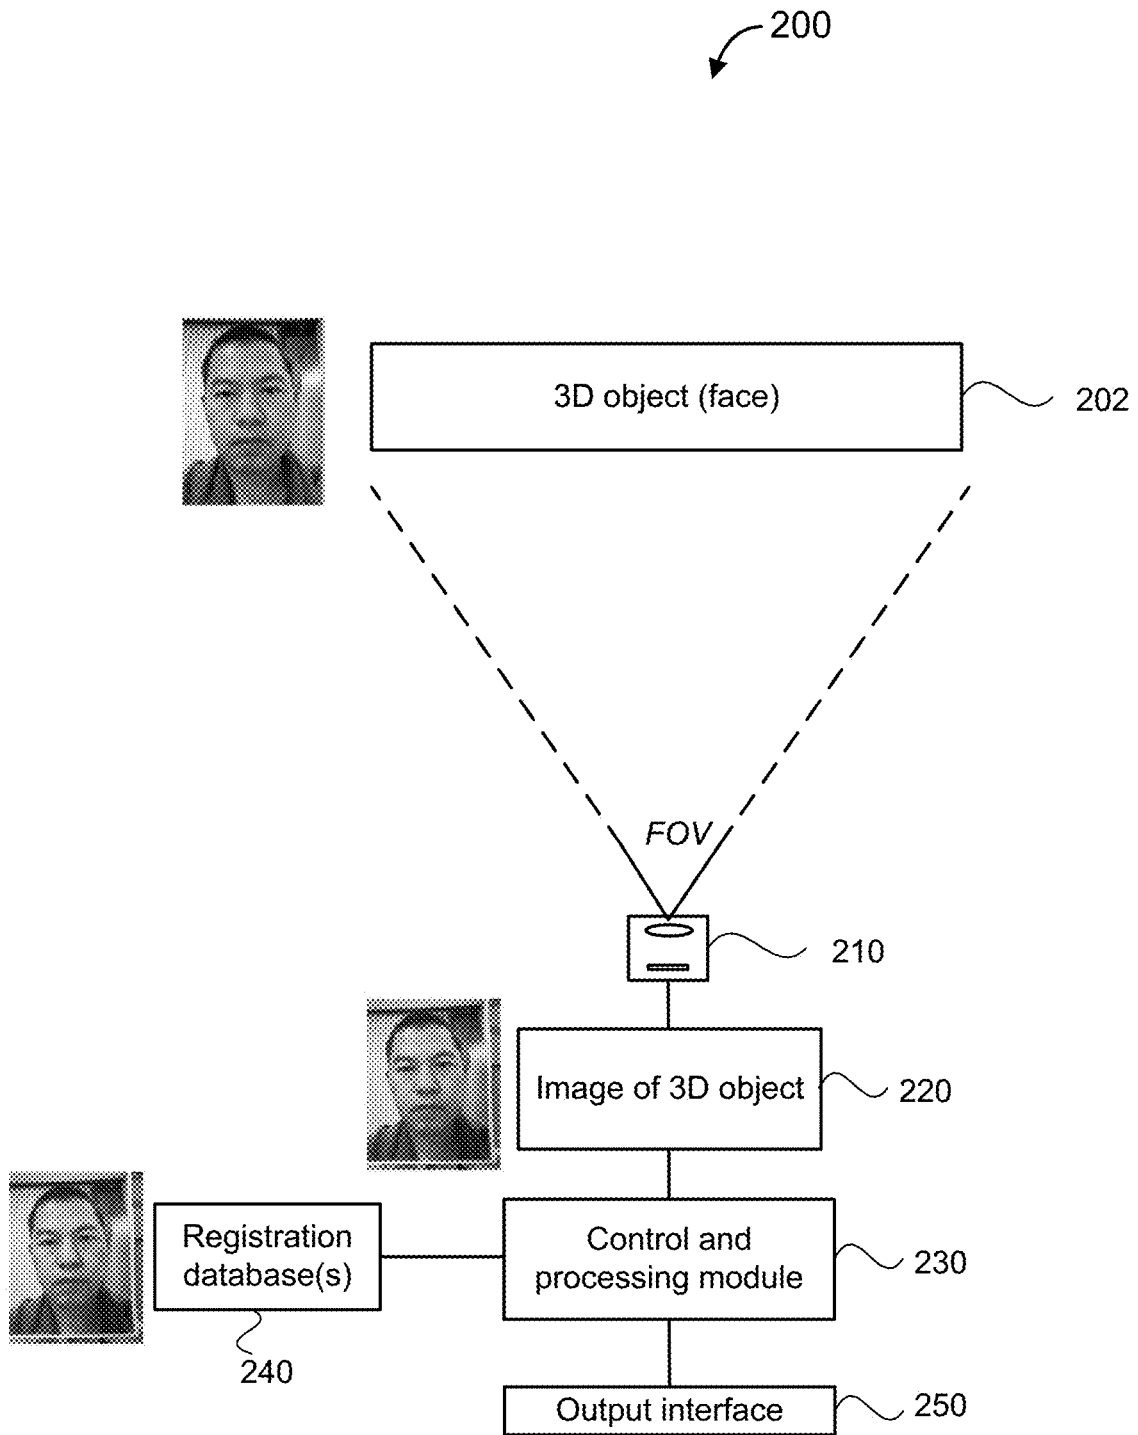 200
3D object (face)
202
FOV
210
Image of 3D object
220
Registration
database(s)
Control and
processing module
230
240
Output interface
250